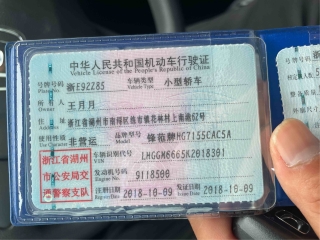 中华人民共和国机动车行驶证
Vehicle License of the People's Republic of China
号牌号码 浙E92Z85 车辆类型 Vehicle Type 小型轿车
所有人 Owner 王月月
住址 浙江省湖州市南浔区练市镇花林村上南湖62号
使用性质 Use Character 非营运 品牌型号 Model 锋范牌HG7155CAC5A
浙江省湖州市公安局交通警察支队
车辆识别代号 VIN LHGGM6665K2018301
发动机号码 Engine No. 9118500
注册日期 Register Date 2018-10-09 发证日期 Issue Date 2018-10-09